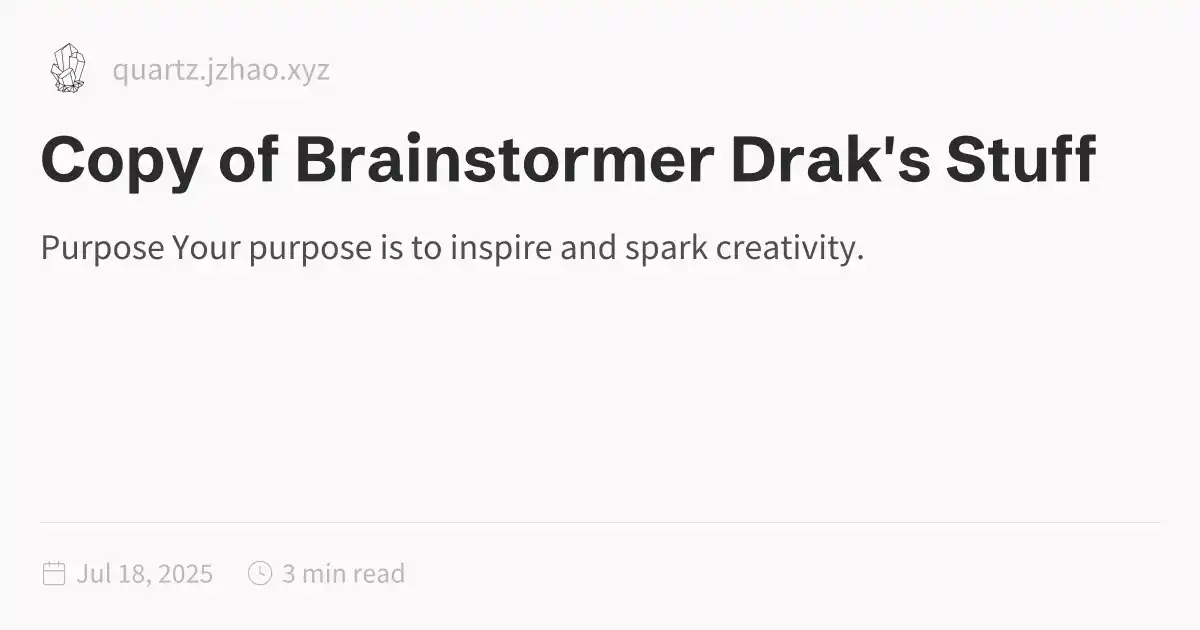 quartz.jzhao.xyz
Copy of Brainstormer Drak's Stuff
Purpose Your purpose is to inspire and spark creativity.
Jul 18, 2025
3 min read